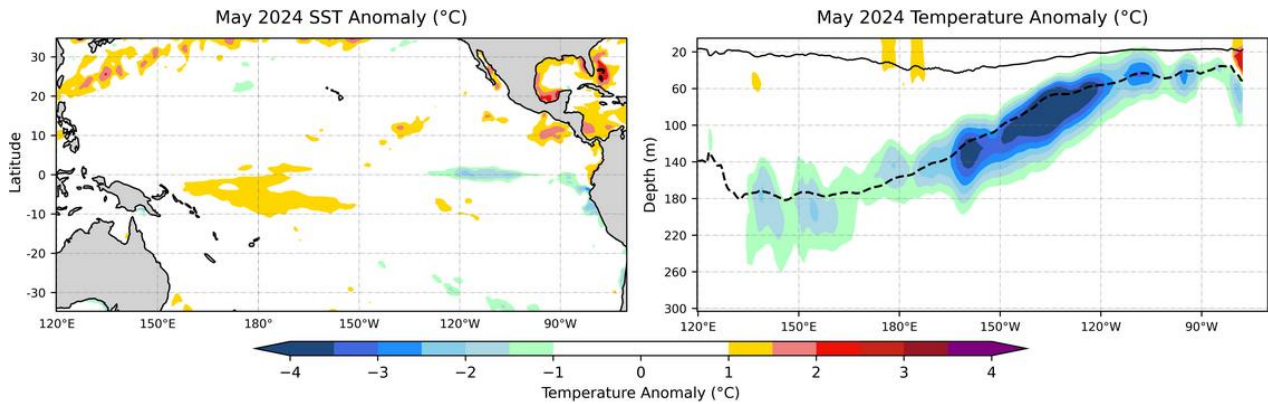 May 2024 SST Anomaly (°C)
Latitude
30
20
10
0
-10
-20
-30
120°E 150°E 180° 150°W 120°W 90°W
May 2024 Temperature Anomaly (°C)
Depth (m)
20
60
100
140
180
220
260
300
120°E 150°E 180°E 150°W 120°W 90°W
−4 −3 −2 −1 0 1 2 3 4
Temperature Anomaly (°C)